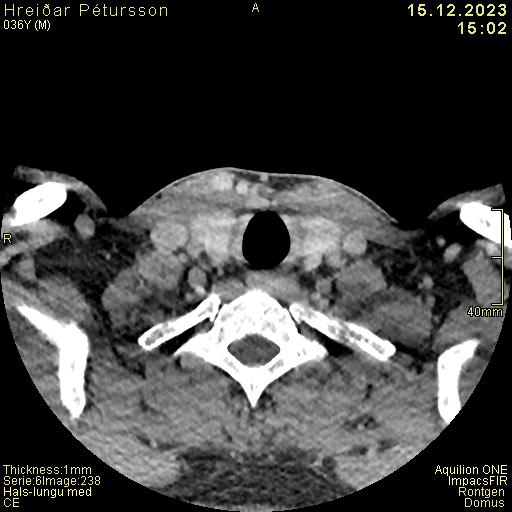 Hreiðar Pétursson
036Y (M)
A
15.12.2023
15:02
R
40mm
Thickness:1mm
Serie:6Image:238
Hals-lungu med
CE
Aquilion ONE
ImpacsFIR
Rontgen
Domus